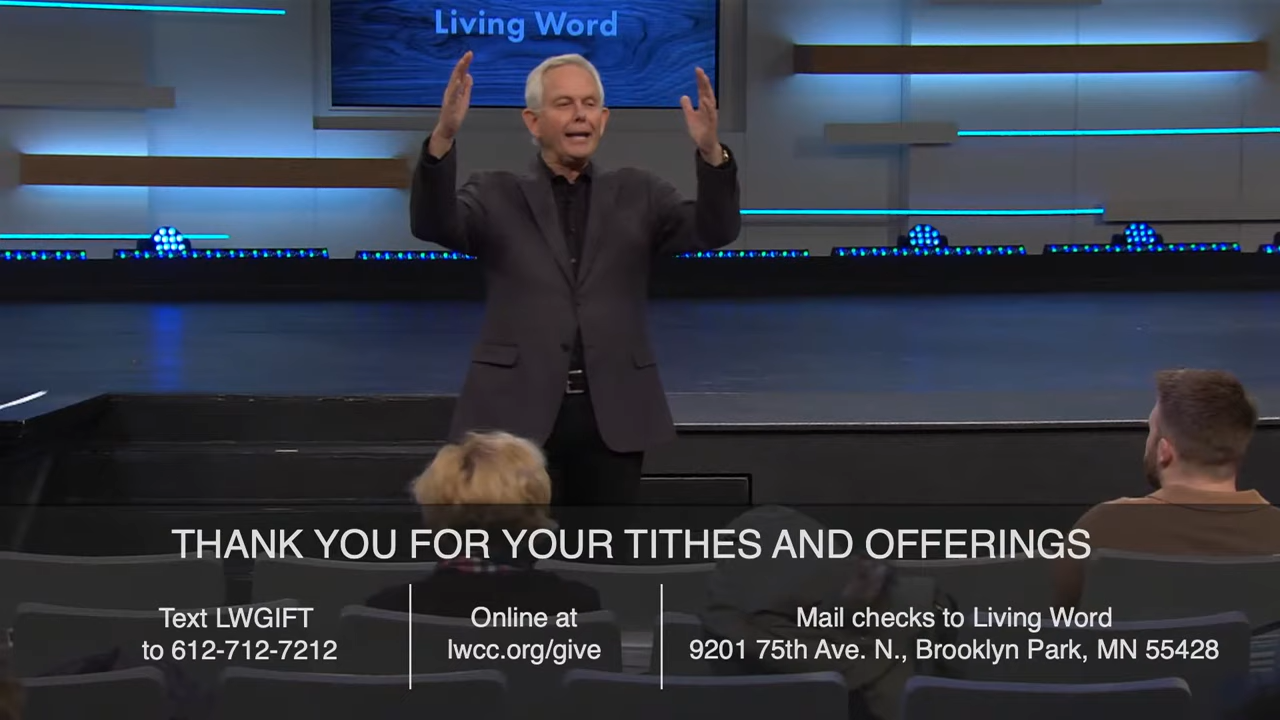 Living Word
THANK YOU FOR YOUR TITHES AND OFFERINGS
Text LWGIFT
to 612-712-7212
Online at
lwcc.org/give
Mail checks to Living Word
9201 75th Ave. N., Brooklyn Park, MN 55428